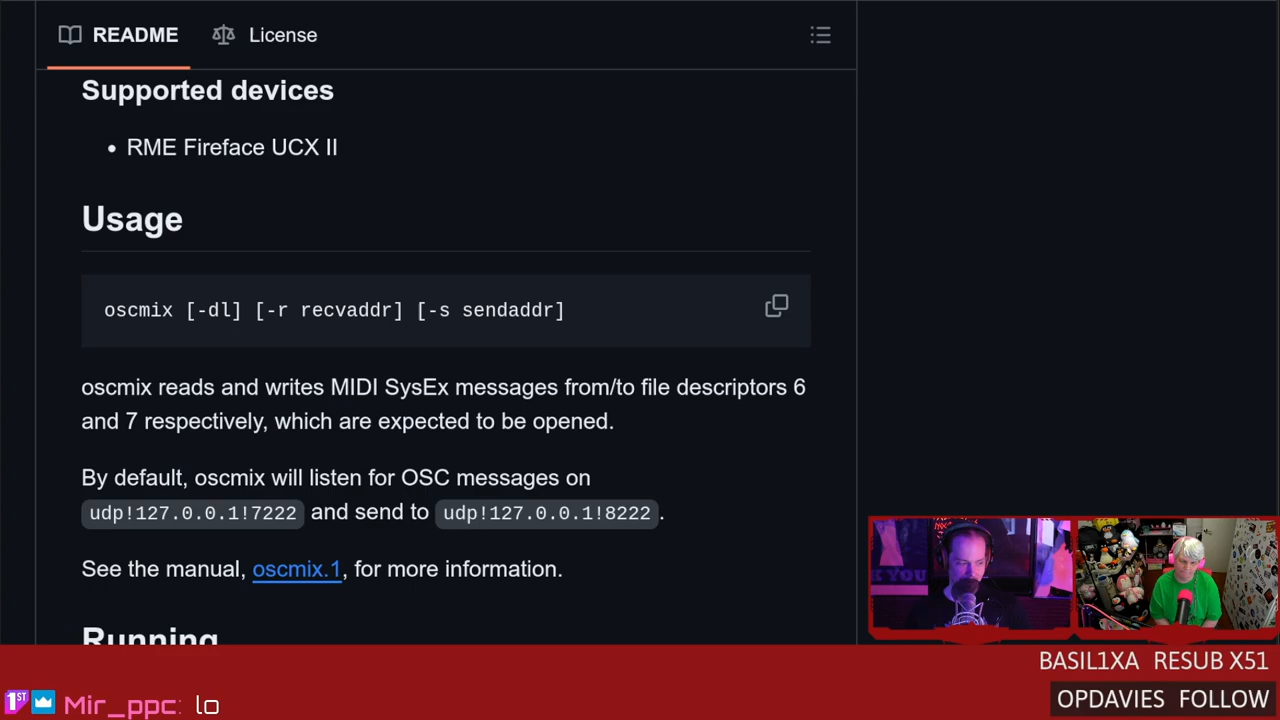 README
License
Supported devices
• RME Fireface UCX II
Usage
oscmix [-dl] [-r recvaddr] [-s sendaddr]
oscmix reads and writes MIDI SysEx messages from/to file descriptors 6
and 7 respectively, which are expected to be opened.
By default, oscmix will listen for OSC messages on
udp!127.0.0.1!7222 and send to udp!127.0.0.1!8222.
See the manual, oscmix.1, for more information.
Running
BASIL1XA RESUB X51
1ST Mir_ppc: lo
OPDAVIES FOLLOW